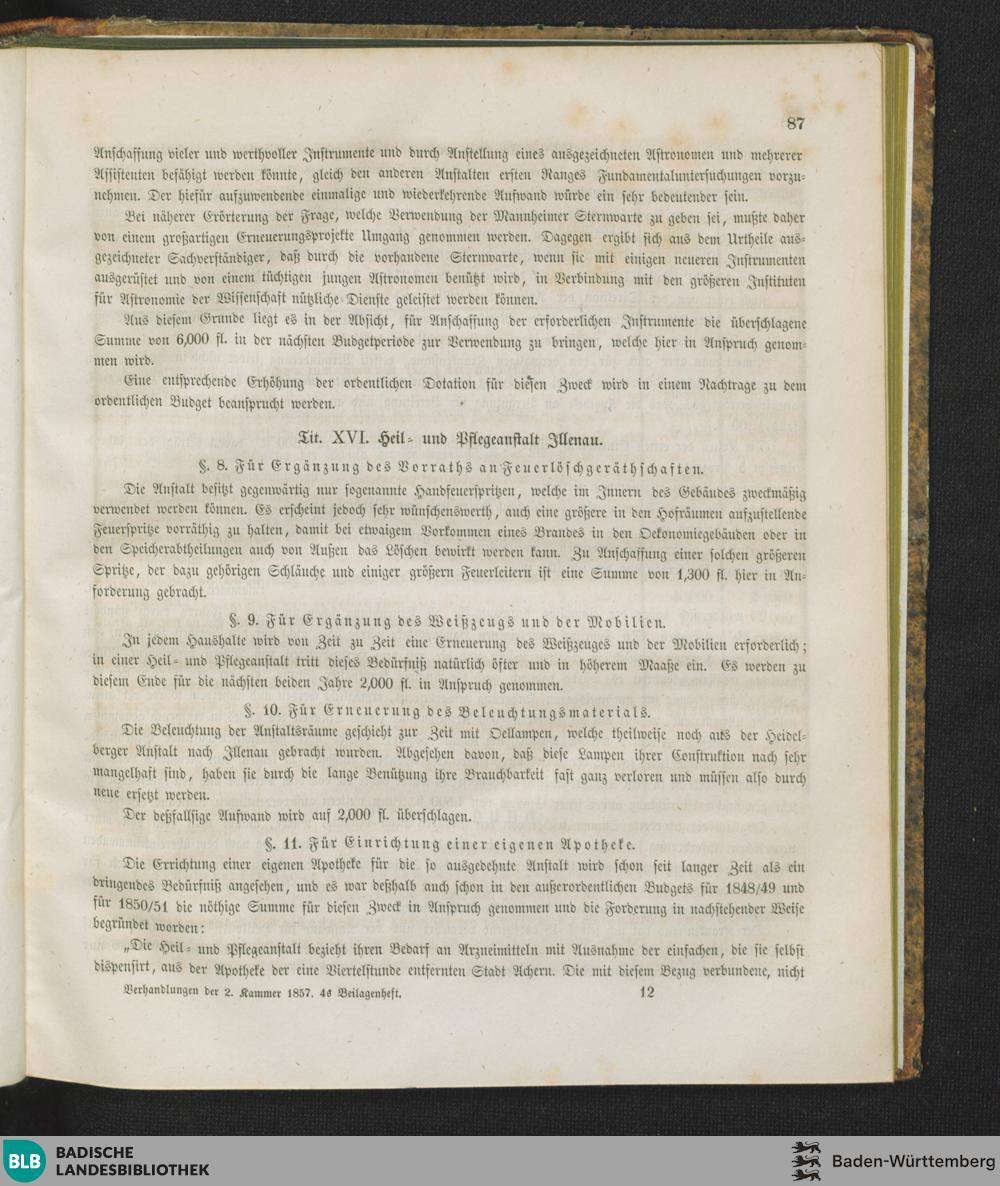 87
Anschaffung vieler und werthvoller Instrumente und durch Anstellung eines ausgezeichneten Astronomen und mehrerer
Assistenten befähigt werden könnte, gleich den anderen Anstalten ersten Ranges Fundamentaluntersuchungen vorzu-
nehmen. Der hiefür aufzuwendende einmalige und wiederkehrende Aufwand würde ein sehr bedeutender sein.
Bei näherer Erörterung der Frage, welche Verwendung der Mannheimer Sternwarte zu geben sei, mußte daher
von einem großartigen Erneuerungsprojekte Umgang genommen werden. Dagegen ergibt sich aus dem Urtheile aus-
gezeichneter Sachverständiger, daß durch die vorhandene Sternwarte, wenn sie mit einigen neueren Instrumenten
ausgerüstet und von einem tüchtigen jungen Astronomen benützt wird, in Verbindung mit den größeren Instituten
für Astronomie der Wissenschaft nützliche Dienste geleistet werden können.
Aus diesem Grunde liegt es in der Absicht, für Anschaffung der erforderlichen Instrumente die überschlagene
Summe von 6,000 fl. in der nächsten Budgetperiode zur Verwendung zu bringen, welche hier in Anspruch genom-
men wird.
Eine entsprechende Erhöhung der ordentlichen Dotation für diesen Zweck wird in einem Nachtrage zu dem
ordentlichen Budget beansprucht werden.
Tit. XVI. Heil- und Pflegeanstalt Illenau.
§. 8. Für Ergänzung des Vorraths an Feuerlöschgeräthschaften.
Die Anstalt besitzt gegenwärtig nur sogenannte Handfeuerspritzen, welche im Innern des Gebäudes zweckmäßig
verwendet werden können. Es erscheint jedoch sehr wünschenswerth, auch eine größere in den Hofräumen aufzustellende
Feuerspritze vorräthig zu halten, damit bei etwaigem Vorkommen eines Brandes in den Oekonomiegebäuden oder in
den Speicherabtheilungen auch von Außen das Löschen bewirkt werden kann. Zu Anschaffung einer solchen größeren
Spritze, der dazu gehörigen Schläuche und einiger größern Feuerleitern ist eine Summe von 1,300 fl. hier in An-
forderung gebracht.
§. 9. Für Ergänzung des Weißzeugs und der Mobilien.
In jedem Haushalte wird von Zeit zu Zeit eine Erneuerung des Weißzeuges und der Mobilien erforderlich;
in einer Heil- und Pflegeanstalt tritt dieses Bedürfniß natürlich öfter und in höherem Maaße ein. Es werden zu
diesem Ende für die nächsten beiden Jahre 2,000 fl. in Anspruch genommen.
§. 10. Für Erneuerung des Beleuchtungsmaterials.
Die Beleuchtung der Anstaltsräume geschieht zur Zeit mit Oellampen, welche theilweise noch aus der Heidel-
berger Anstalt nach Illenau gebracht wurden. Abgesehen davon, daß diese Lampen ihrer Construktion nach sehr
mangelhaft sind, haben sie durch die lange Benützung ihre Brauchbarkeit fast ganz verloren und müssen also durch
neue ersetzt werden.
Der deßfallsige Aufwand wird auf 2,000 fl. überschlagen.
§. 11. Für Einrichtung einer eigenen Apotheke.
Die Errichtung einer eigenen Apotheke für die so ausgedehnte Anstalt wird schon seit langer Zeit als ein
dringendes Bedürfniß angesehen, und es war deßhalb auch schon in den außerordentlichen Budgets für 1848/49 und
für 1850/51 die nöthige Summe für diesen Zweck in Anspruch genommen und die Forderung in nachstehender Weise
begründet worden:
„Die Heil- und Pflegeanstalt bezieht ihren Bedarf an Arzneimitteln mit Ausnahme der einfachen, die sie selbst
dispensirt, aus der Apotheke der eine Viertelstunde entfernten Stadt Achern. Die mit diesem Bezug verbundene, nicht
Verhandlungen der 2. Kammer 1857. 4s Beilagenheft. 12
BLB BADISCHE
LANDESBIBLIOTHEK
Baden-Württemberg